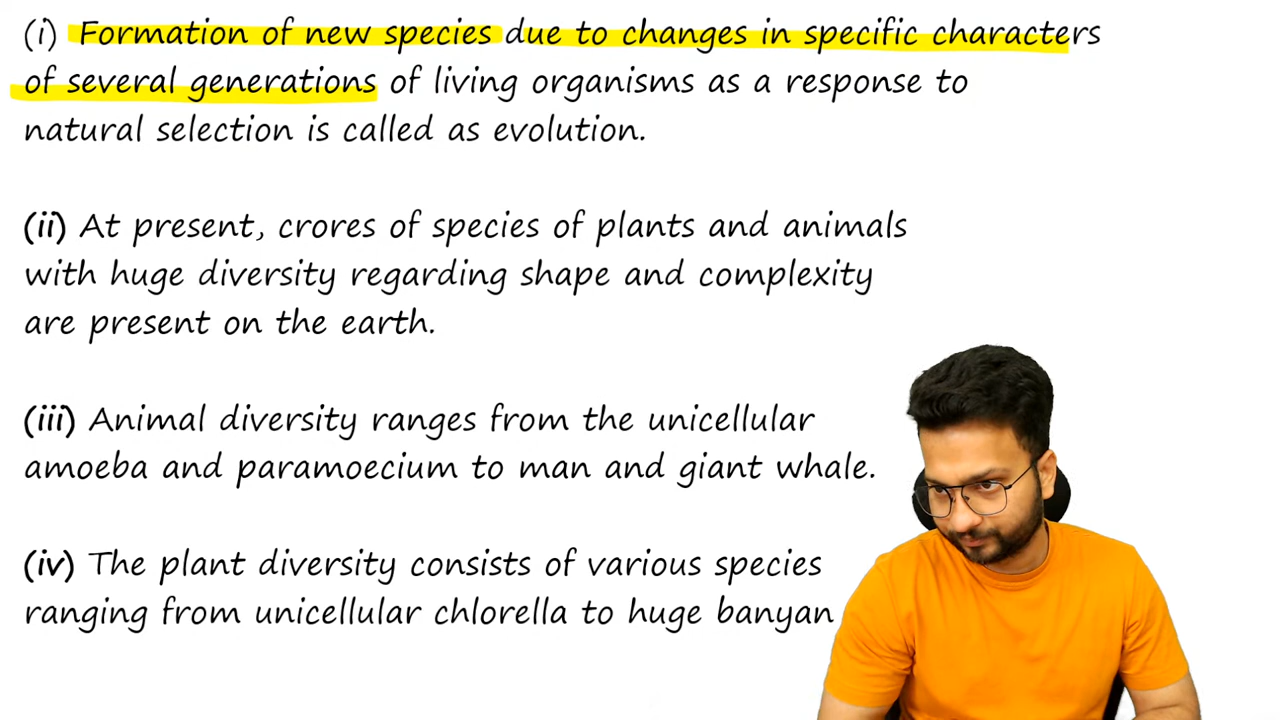 (i) Formation of new species due to changes in specific characters
of several generations of living organisms as a response to
natural selection is called as evolution.
(ii) At present, crores of species of plants and animals
with huge diversity regarding shape and complexity
are present on the earth.
(iii) Animal diversity ranges from the unicellular
amoeba and paramoecium to man and giant whale.
(iv) The plant diversity consists of various species
ranging from unicellular chlorella to huge banyan